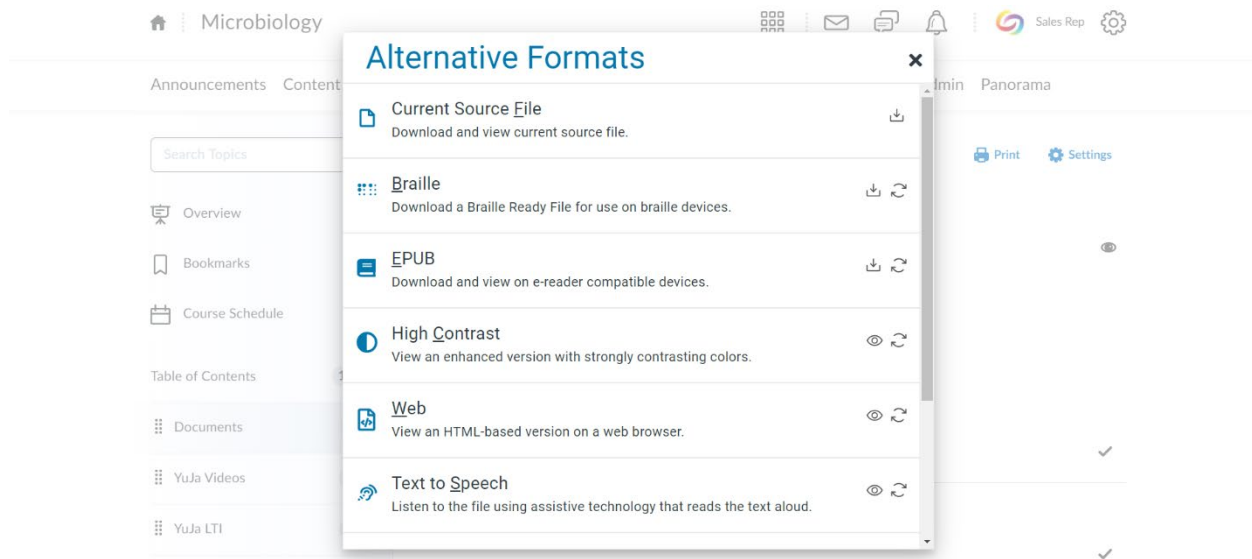 Microbiology
Sales Rep
Alternative Formats
Announcements Content
Panorama
Current Source File
Download and view current source file.
Search Topics
Print Settings
Braille
Download a Braille Ready File for use on braille devices.
Overview
EPUB
Download and view on e-reader compatible devices.
Bookmarks
Course Schedule
High Contrast
View an enhanced version with strongly contrasting colors.
Table of Contents
Web
View an HTML-based version on a web browser.
Documents
YuJa Videos
Text to Speech
Listen to the file using assistive technology that reads the text aloud.
YuJa LTI